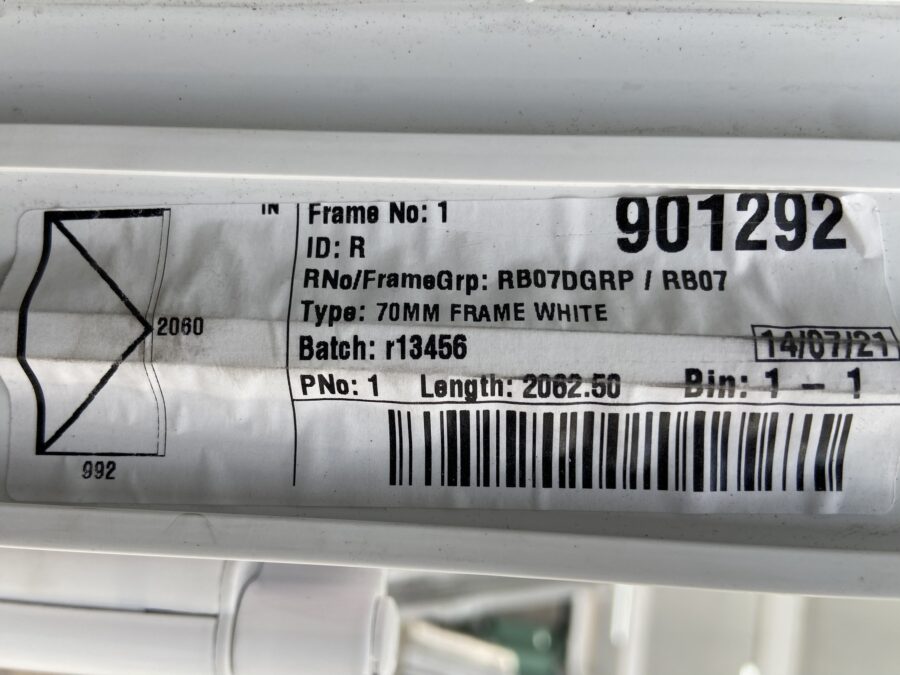 IN
Frame No: 1
901292
ID: R
RNo/FrameGrp: RB07DGRP / RB07
Type: 70MM FRAME WHITE
2060
Batch: r13456
14/07/21
PNo: 1 Length: 2062.50 Bin: 1 - 1
992